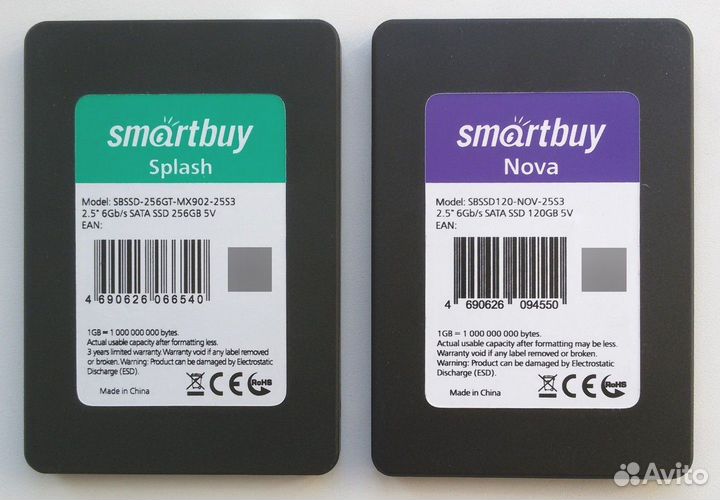 smartbuy
Splash
Model: SBSSD-256GT-MX902-25S3
2.5" 6Gb/s SATA SSD 256GB 5V
EAN:
4 690626 066540
1GB = 1 000 000 000 bytes.
Actual usable capacity after formatting less.
3 years limited warranty. Warranty void if any label removed
or broken. Warning: Product can be damaged by Electrostatic
Discharge (ESD).
Made in China
CE
RoHS
smartbuy
Nova
Model: SBSSD120-NOV-25S3
2.5" 6Gb/s SATA SSD 120GB 5V
EAN:
4 690626 094550
1GB = 1 000 000 000 bytes.
Actual usable capacity after formatting may be less.
Warranty void if any label removed or broken.
Warning: Product can be damaged by Electrostatic
Discharge (ESD).
Made in China
CE
RoHS
Avito